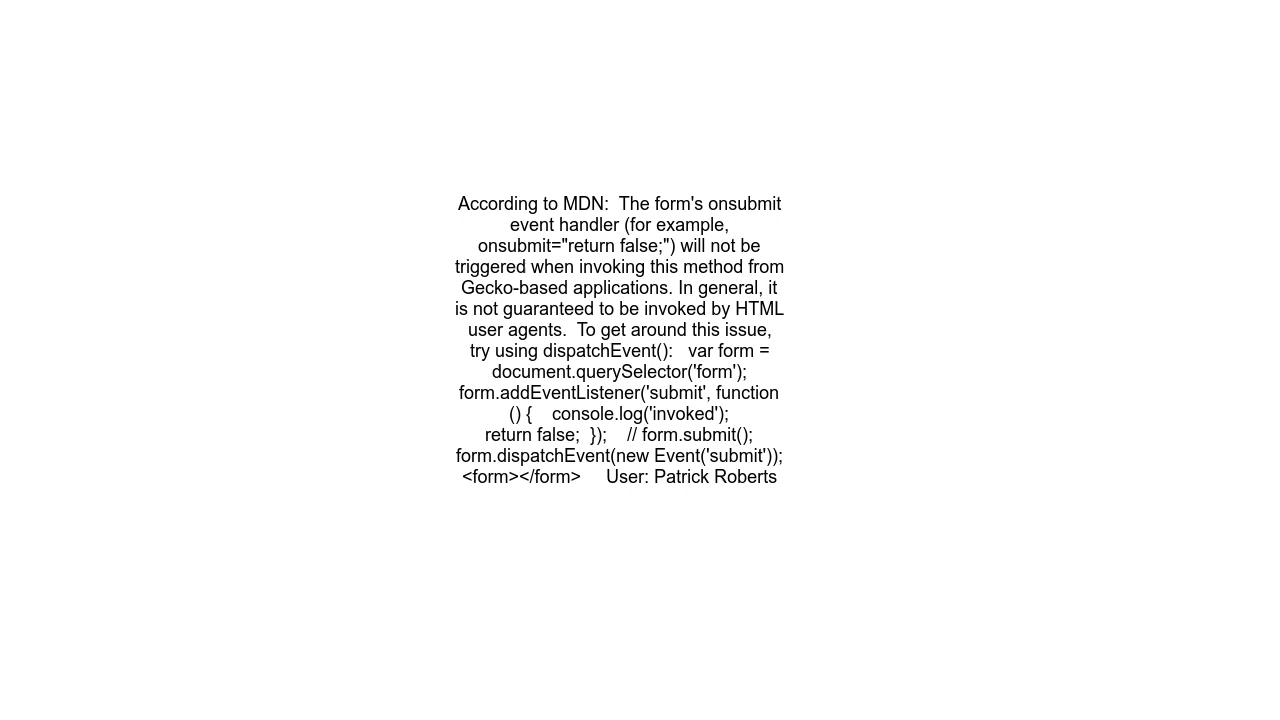 According to MDN:  The form's onsubmit
event handler (for example,
onsubmit="return false;") will not be
triggered when invoking this method from
Gecko-based applications. In general, it
is not guaranteed to be invoked by HTML
user agents.  To get around this issue,
try using dispatchEvent():   var form =
document.querySelector('form');
form.addEventListener('submit', function
() {    console.log('invoked');
return false;  });    // form.submit();
form.dispatchEvent(new Event('submit'));
<form></form>     User: Patrick Roberts